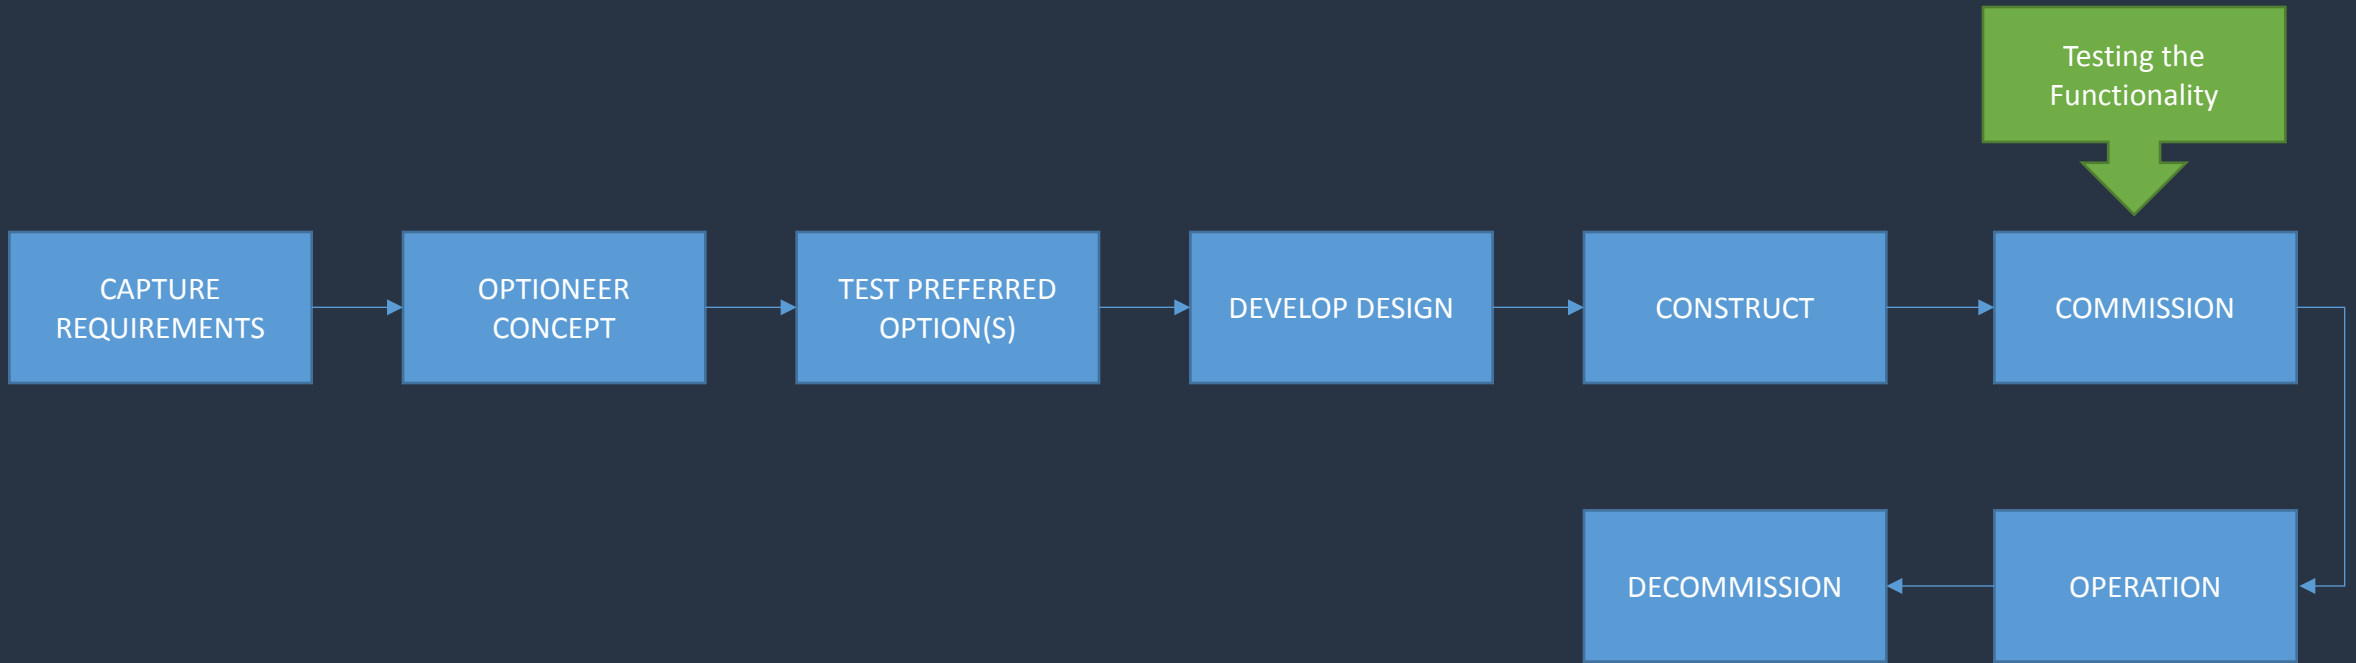 Testing the
Functionality
CAPTURE
REQUIREMENTS
OPTIONEER
CONCEPT
TEST PREFERRED
OPTION(S)
DEVELOP DESIGN
CONSTRUCT
COMMISSION
DECOMMISSION
OPERATION